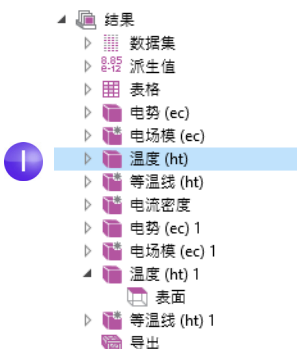 结果
数据集
8.85
e-12 派生值
表格
电势 (ec)
电场模 (ec)
温度 (ht)
等温线 (ht)
电流密度
电势 (ec) 1
电场模 (ec) 1
温度 (ht) 1
表面
等温线 (ht) 1
导出